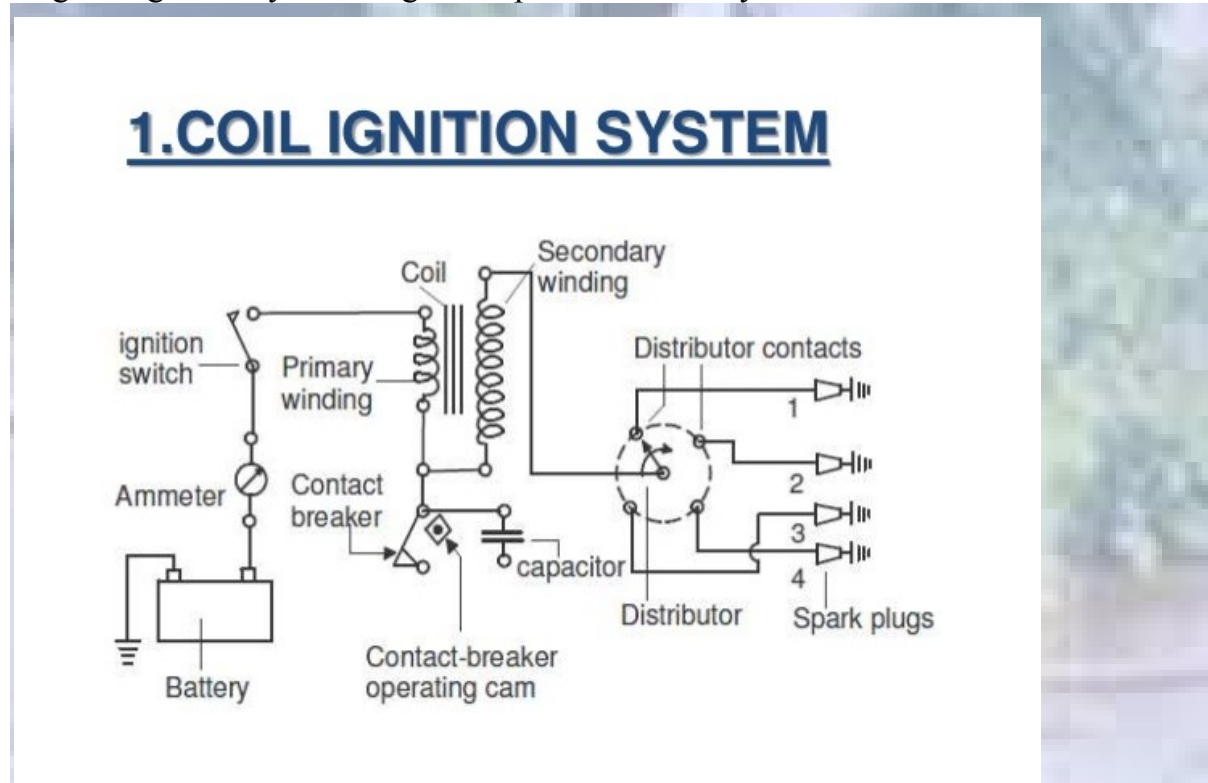 1.COIL IGNITION SYSTEM
Secondary
winding
Coil
ignition
switch
Primary
winding
Distributor contacts
1
2
3
4
Ammeter
Contact
breaker
capacitor
Distributor
Spark plugs
Battery
Contact-breaker
operating cam